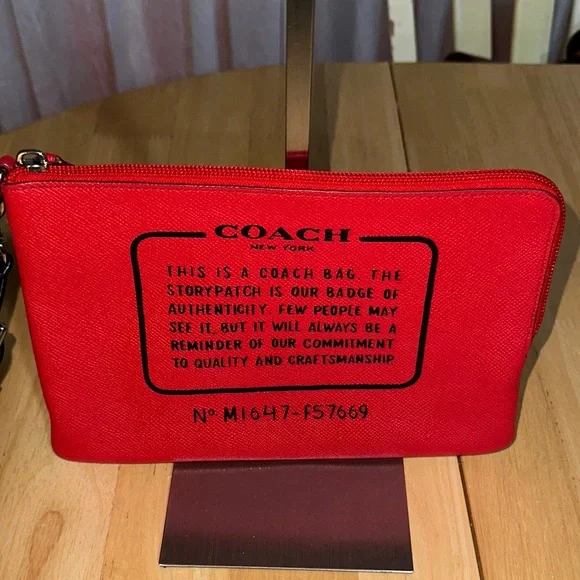 COACH
NEW YORK
THIS IS A COACH BAG. THE
STORYPATCH IS OUR BADGE OF
AUTHENTICITY. FEW PEOPLE MAY
SEE IT, BUT IT WILL ALWAYS BE A
REMINDER OF OUR COMMITMENT
TO QUALITY AND CRAFTSMANSHIP.
Nº M1647-F57669